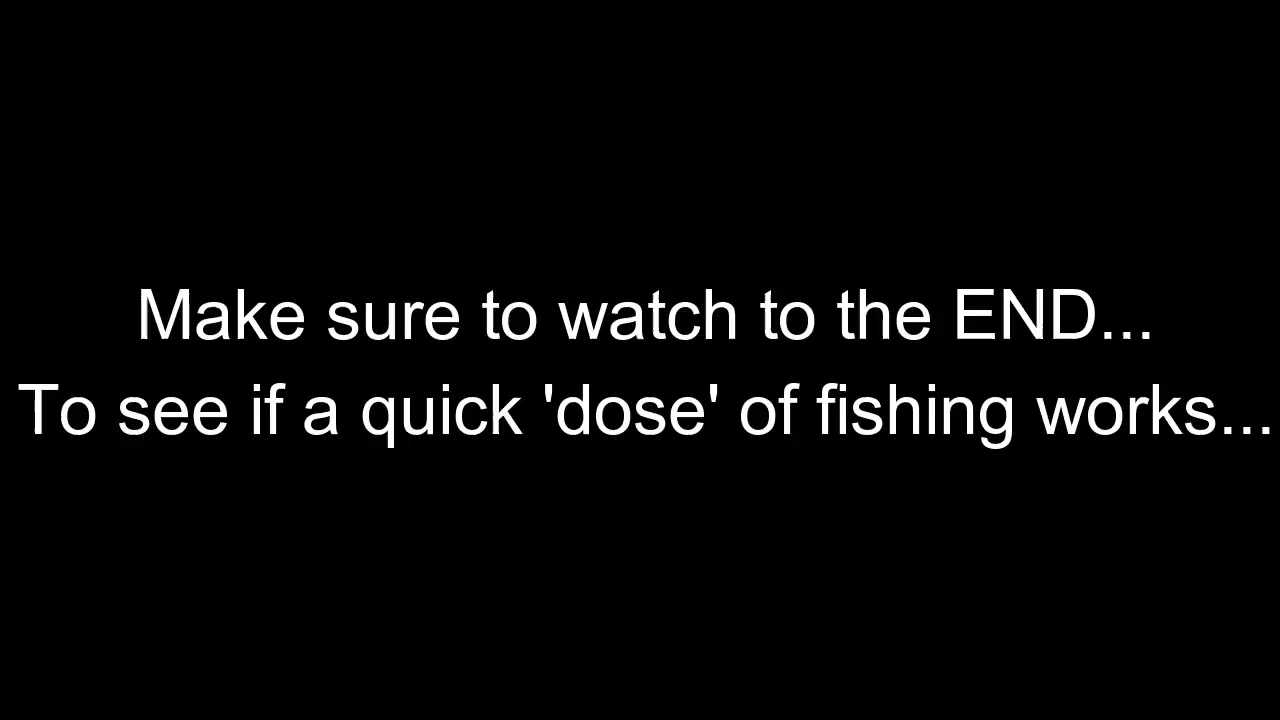 Make sure to watch to the END...
To see if a quick 'dose' of fishing works...